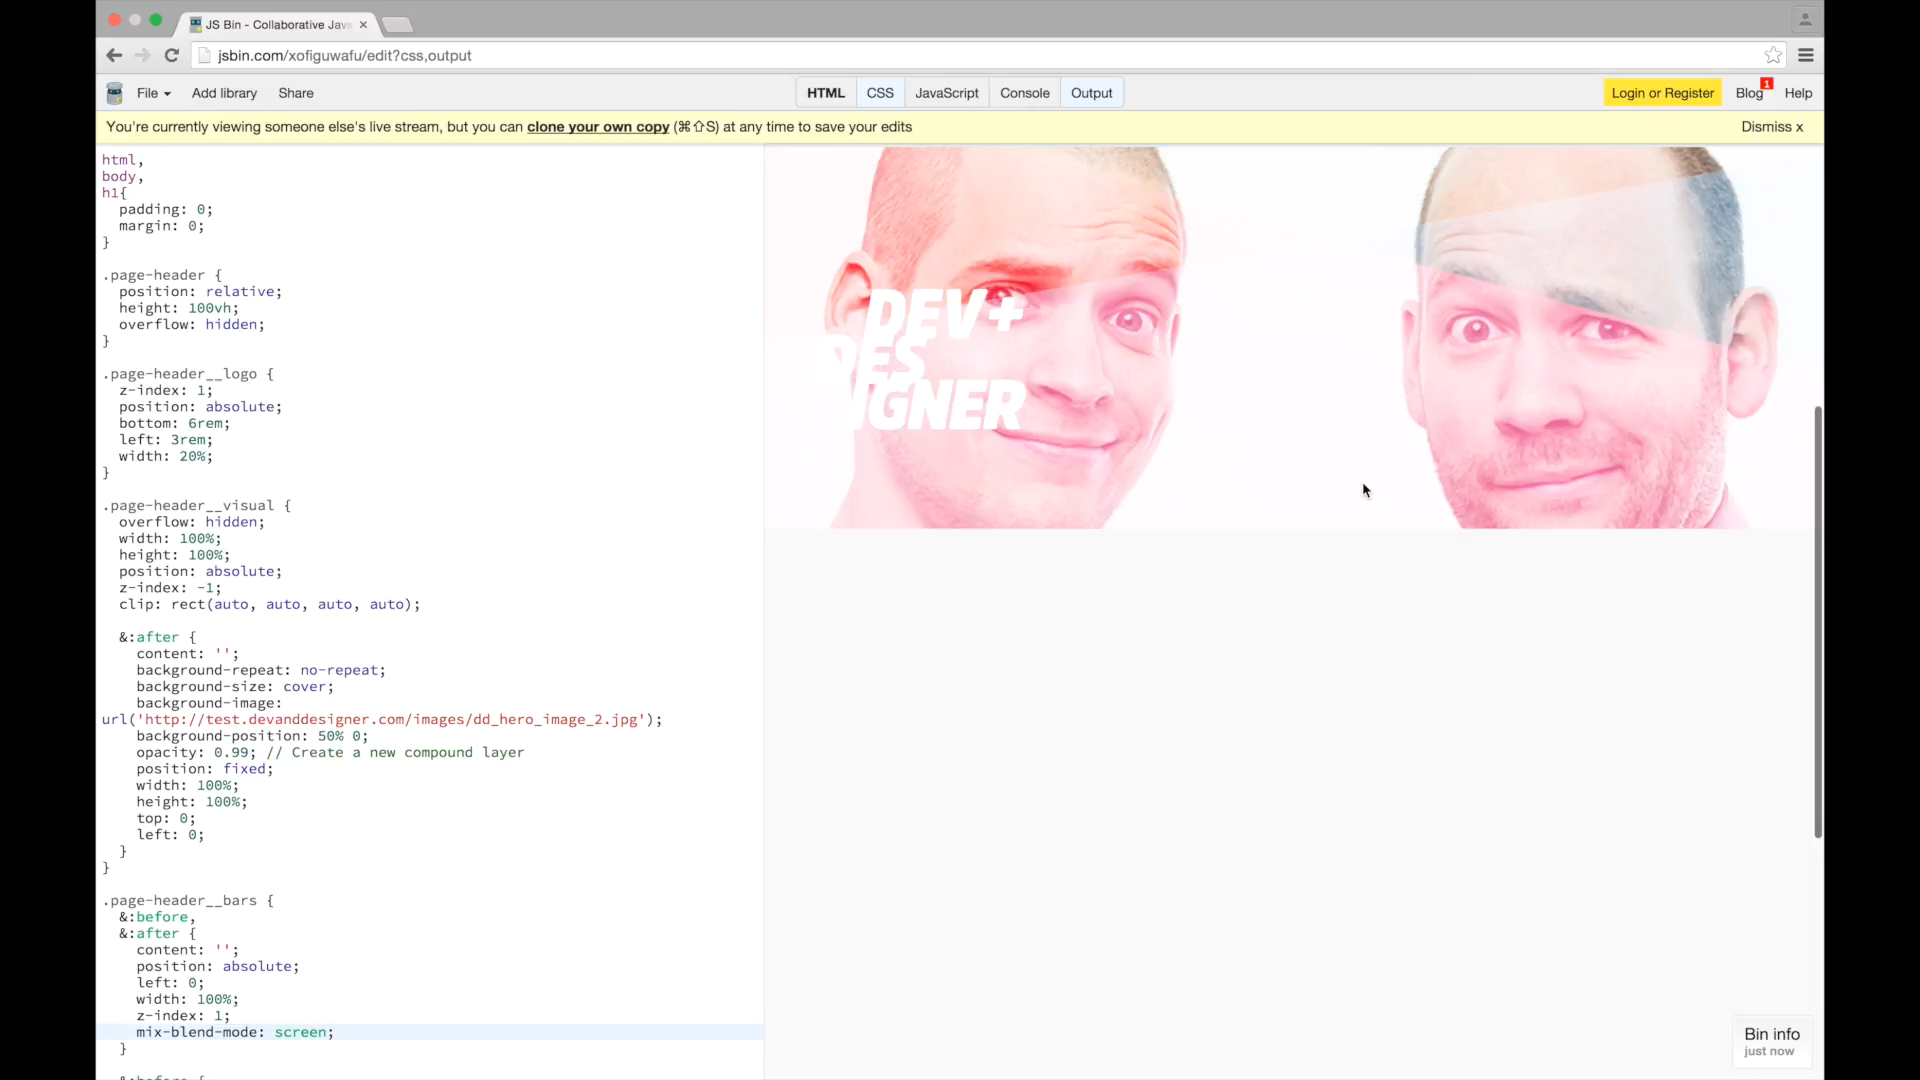 JS Bin - Collaborative Java
jsbin.com/xofiguwafu/edit?css,output
File Add library Share HTML CSS JavaScript Console Output Login or Register Blog 1 Help
You're currently viewing someone else's live stream, but you can clone your own copy (⌘⇧S) at any time to save your edits Dismiss x
html,
body,
h1{
  padding: 0;
  margin: 0;
}
.page-header {
  position: relative;
  height: 100vh;
  overflow: hidden;
}
.page-header__logo {
  z-index: 1;
  position: absolute;
  bottom: 6rem;
  left: 3rem;
  width: 20%;
}
.page-header__visual {
  overflow: hidden;
  width: 100%;
  height: 100%;
  position: absolute;
  z-index: -1;
  clip: rect(auto, auto, auto, auto);
  &:after {
    content: '';
    background-repeat: no-repeat;
    background-size: cover;
    background-image:
url('http://test.devanddesigner.com/images/dd_hero_image_2.jpg');
    background-position: 50% 0;
    opacity: 0.99; // Create a new compound layer
    position: fixed;
    width: 100%;
    height: 100%;
    top: 0;
    left: 0;
  }
}
.page-header__bars {
  &:before,
  &:after {
    content: '';
    position: absolute;
    left: 0;
    width: 100%;
    z-index: 1;
    mix-blend-mode: screen;
  }
DEV+
DES
IGNER
Bin info
just now